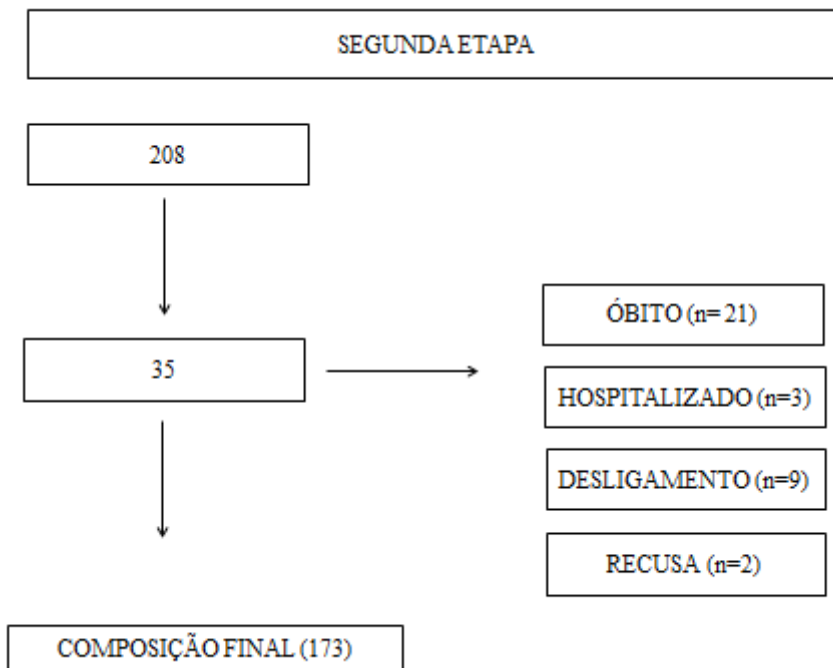 SEGUNDA ETAPA
208
35
ÓBITO (n= 21)
HOSPITALIZADO (n=3)
DESLIGAMENTO (n=9)
RECUSA (n=2)
COMPOSIÇÃO FINAL (173)